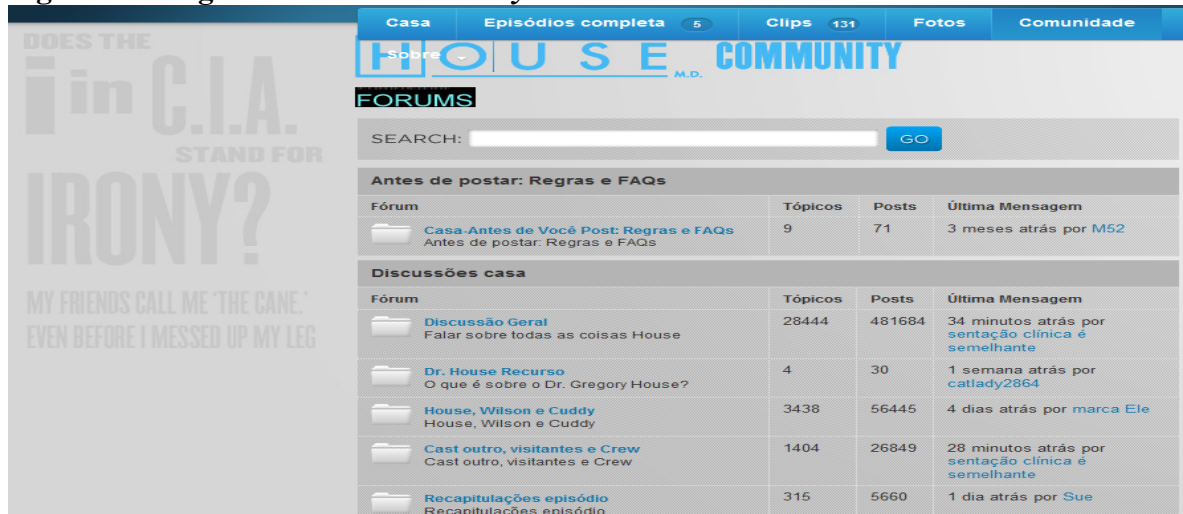 Casa Episódios completa 5 Clips 131 Fotos Comunidade
Sobre
HOUSE M.D. COMMUNITY
FORUMS
SEARCH: GO
Antes de postar: Regras e FAQs
Fórum Tópicos Posts Última Mensagem
Casa-Antes de Você Post: Regras e FAQs 9 71 3 meses atrás por M52
Antes de postar: Regras e FAQs
Discussões casa
Fórum Tópicos Posts Última Mensagem
Discussão Geral 28444 481684 34 minutos atrás por
Falar sobre todas as coisas House sentação clínica é
semelhante
Dr. House Recurso 4 30 1 semana atrás por
O que é sobre o Dr. Gregory House? catlady2864
House, Wilson e Cuddy 3438 56445 4 dias atrás por marca Ele
House, Wilson e Cuddy
Cast outro, visitantes e Crew 1404 26849 28 minutos atrás por
Cast outro, visitantes e Crew sentação clínica é
semelhante
Recapitulações episódio 315 5660 1 dia atrás por Sue
Recapitulações episódio
DOES THE
i in C.I.A.
STAND FOR
IRONY?
MY FRIENDS CALL ME "THE CANE."
EVEN BEFORE I MESSED UP MY LEG